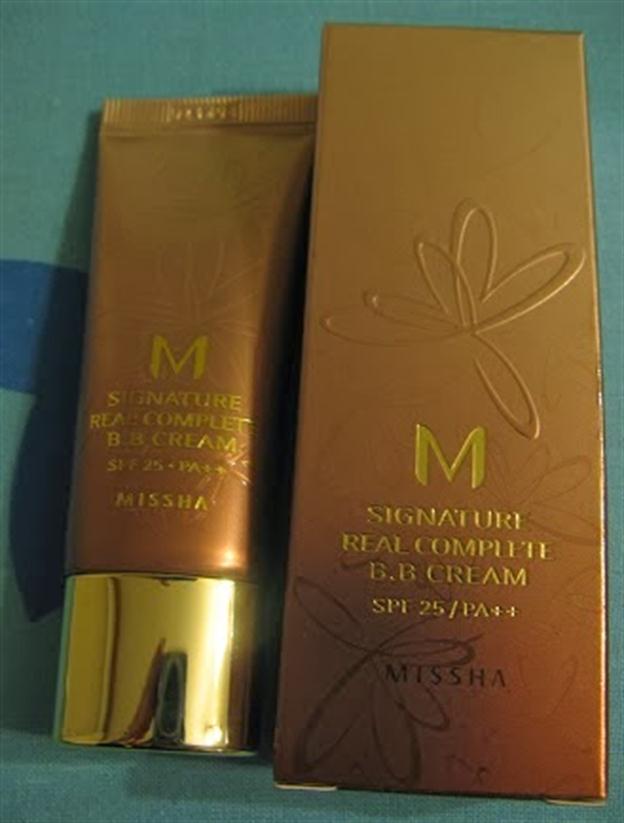 M
SIGNATURE
REAL COMPLETE
B.B CREAM
SPF 25 • PA++
MISSHA
M
SIGNATURE
REAL COMPLETE
B.B CREAM
SPF 25/PA++
MISSHA